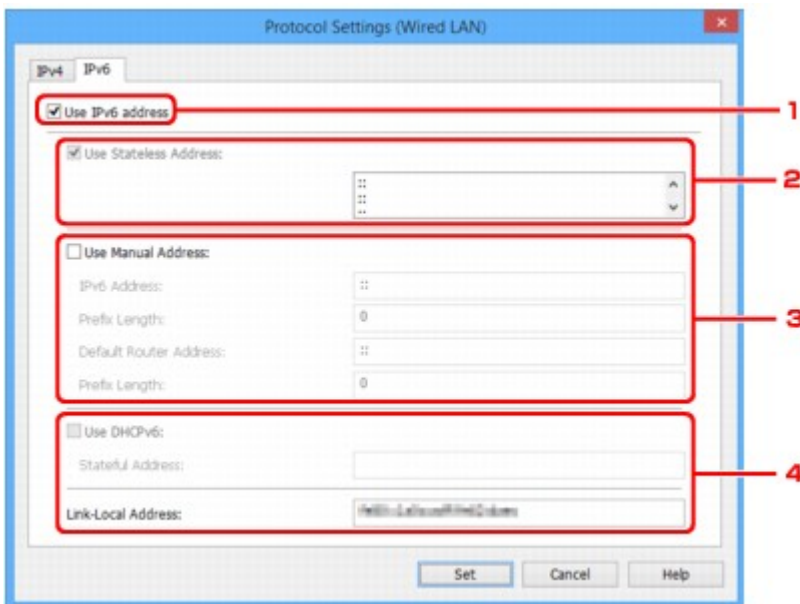 Protocol Settings (Wired LAN)
IPv4 IPv6
Use IPv6 address 1
Use Stateless Address:
::
:: 2
::
Use Manual Address:
IPv6 Address: ::
Prefix Length: 0
3
Default Router Address: ::
Prefix Length: 0
Use DHCPv6:
Stateful Address:
4
Link-Local Address:
Set Cancel Help